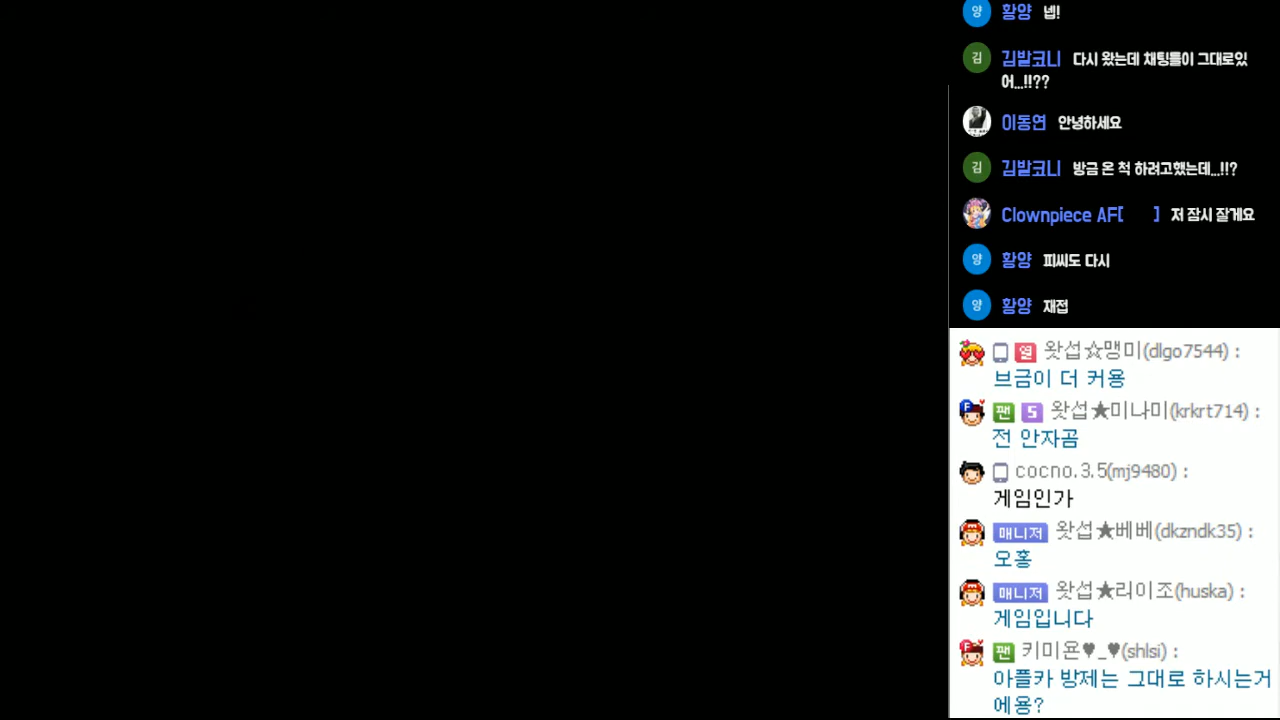 양 황양 넵!
김 김발코니 다시 왔는데 채팅틀이 그대로있
어...!!??
이동연 안녕하세요
김 김발코니 방금 온 척 하려고했는데...!!?
Clownpiece AF[ ] 저 잠시 잘게요
양 황양 피씨도 다시
양 황양 재접
열 왓섭☆맹미(dlgo7544) :
브금이 더 커용
팬 S 왓섭★미나미(krkrt714) :
전 안자곰
cocno.3.5(mj9480) :
게임인가
매니저 왓섭★베베(dkzndk35) :
오홍
매니저 왓섭★리이조(huska) :
게임입니다
팬 키미욘♥_♥(shlsi) :
아플카 방제는 그대로 하시는거
에용?